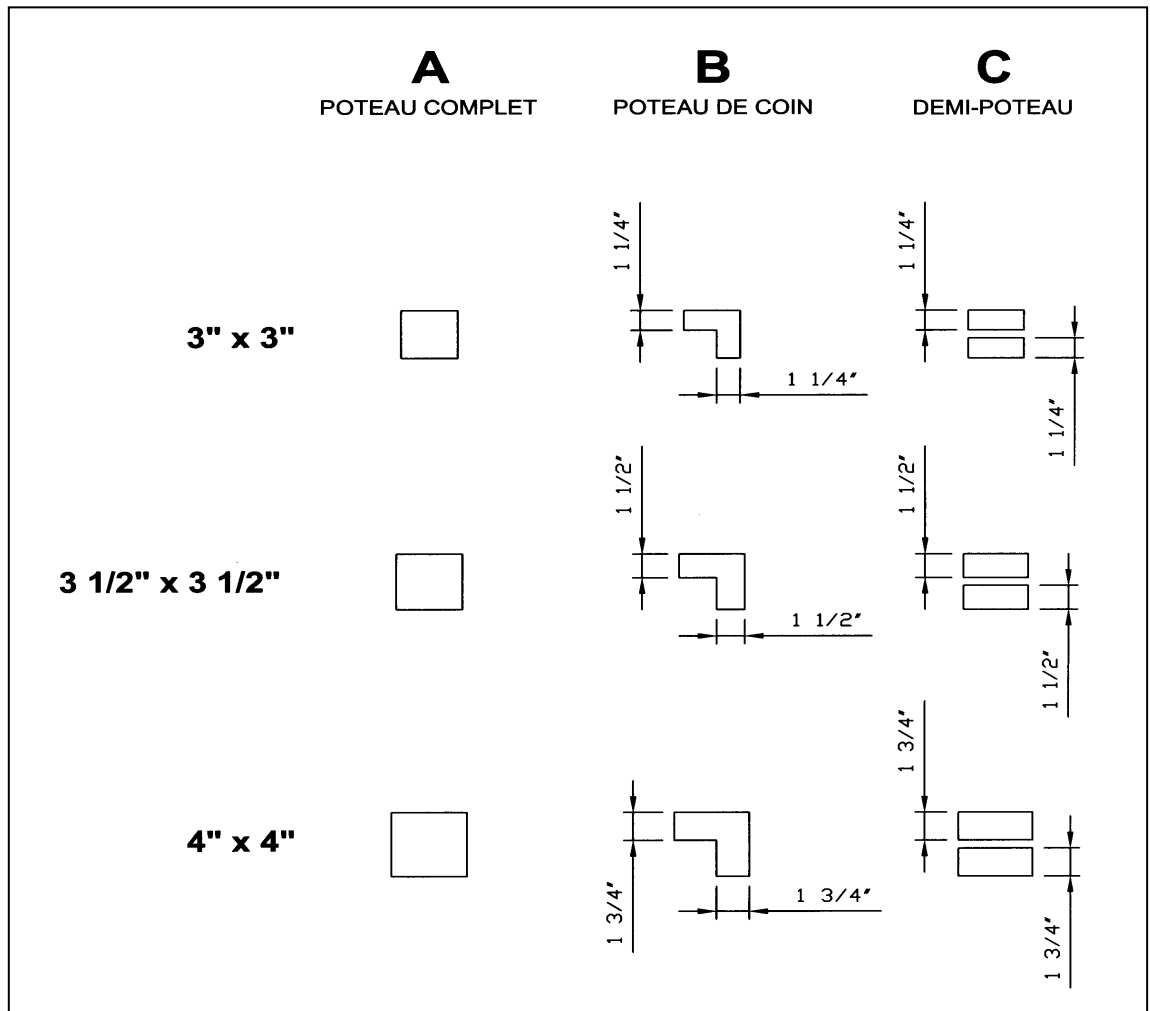 A B C
POTEAU COMPLET POTEAU DE COIN DEMI-POTEAU
3" x 3"
1 1/4"
1 1/4"
1 1/4"
1 1/4"
3 1/2" x 3 1/2"
1 1/2"
1 1/2"
1 1/2"
1 1/2"
4" x 4"
1 3/4"
1 3/4"
1 3/4"
1 3/4"